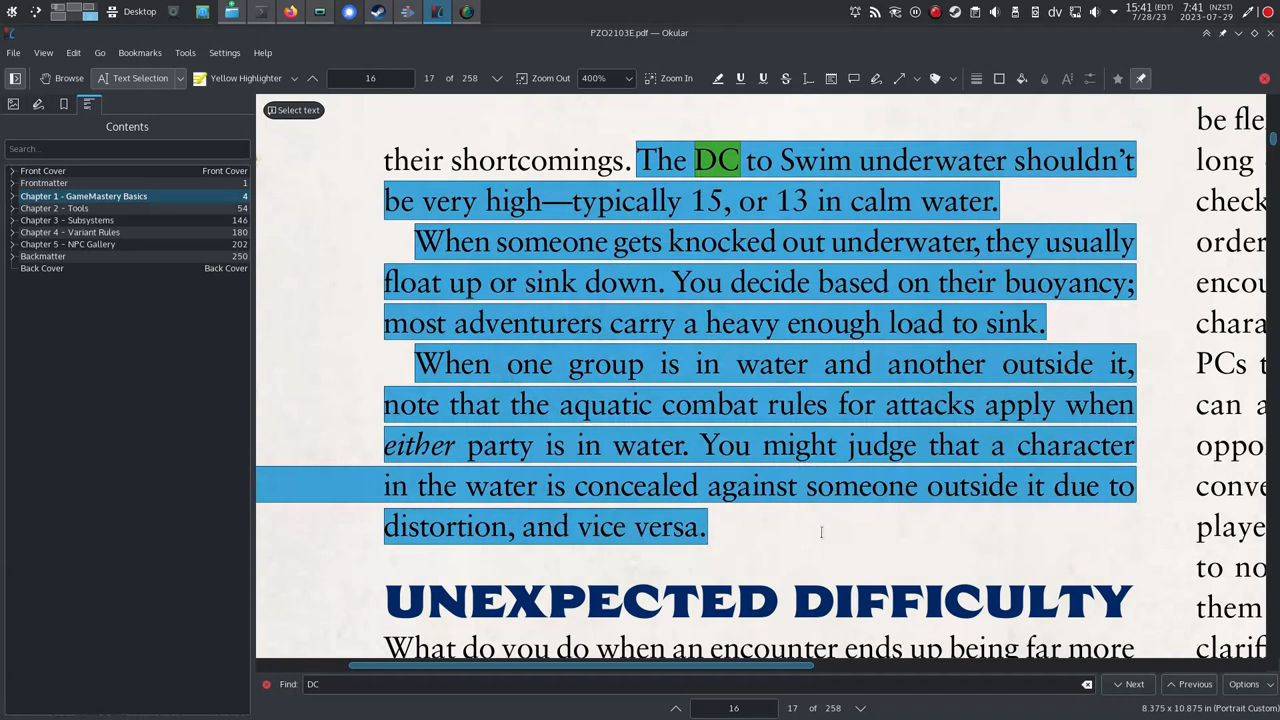 Desktop
dv
15:41 (EDT)
7/28/23
7:41 (NZST)
2023-07-29
PZO2103E.pdf — Okular
File View Edit Go Bookmarks Tools Settings Help
Browse Text Selection Yellow Highlighter 16 17 of 258 Zoom Out 400% Zoom In
Contents
Search...
Front Cover Front Cover
Frontmatter 1
Chapter 1 - GameMastery Basics 4
Chapter 2 - Tools 54
Chapter 3 - Subsystems 146
Chapter 4 - Variant Rules 180
Chapter 5 - NPC Gallery 202
Backmatter 250
Back Cover Back Cover
Select text
their shortcomings. The DC to Swim underwater shouldn’t
be very high—typically 15, or 13 in calm water.
When someone gets knocked out underwater, they usually
float up or sink down. You decide based on their buoyancy;
most adventurers carry a heavy enough load to sink.
When one group is in water and another outside it,
note that the aquatic combat rules for attacks apply when
either party is in water. You might judge that a character
in the water is concealed against someone outside it due to
distortion, and vice versa.
UNEXPECTED DIFFICULTY
What do you do when an encounter ends up being far more
be fle
long
check
order
encou
chara
PCs t
can a
oppo
conve
playe
to no
them
clarif
Find: DC Next Previous Options
16 17 of 258
8.375 x 10.875 in (Portrait Custom)